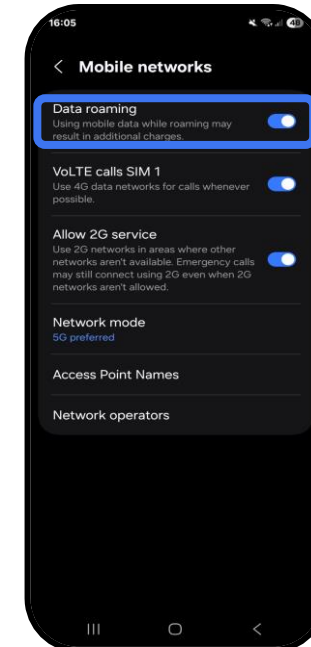 16:05
48
Mobile networks
Data roaming
Using mobile data while roaming may
result in additional charges.
VoLTE calls SIM 1
Use 4G data networks for calls whenever
possible.
Allow 2G service
Use 2G networks in areas where other
networks aren't available. Emergency calls
may still connect using 2G even when 2G
networks aren't allowed.
Network mode
5G preferred
Access Point Names
Network operators